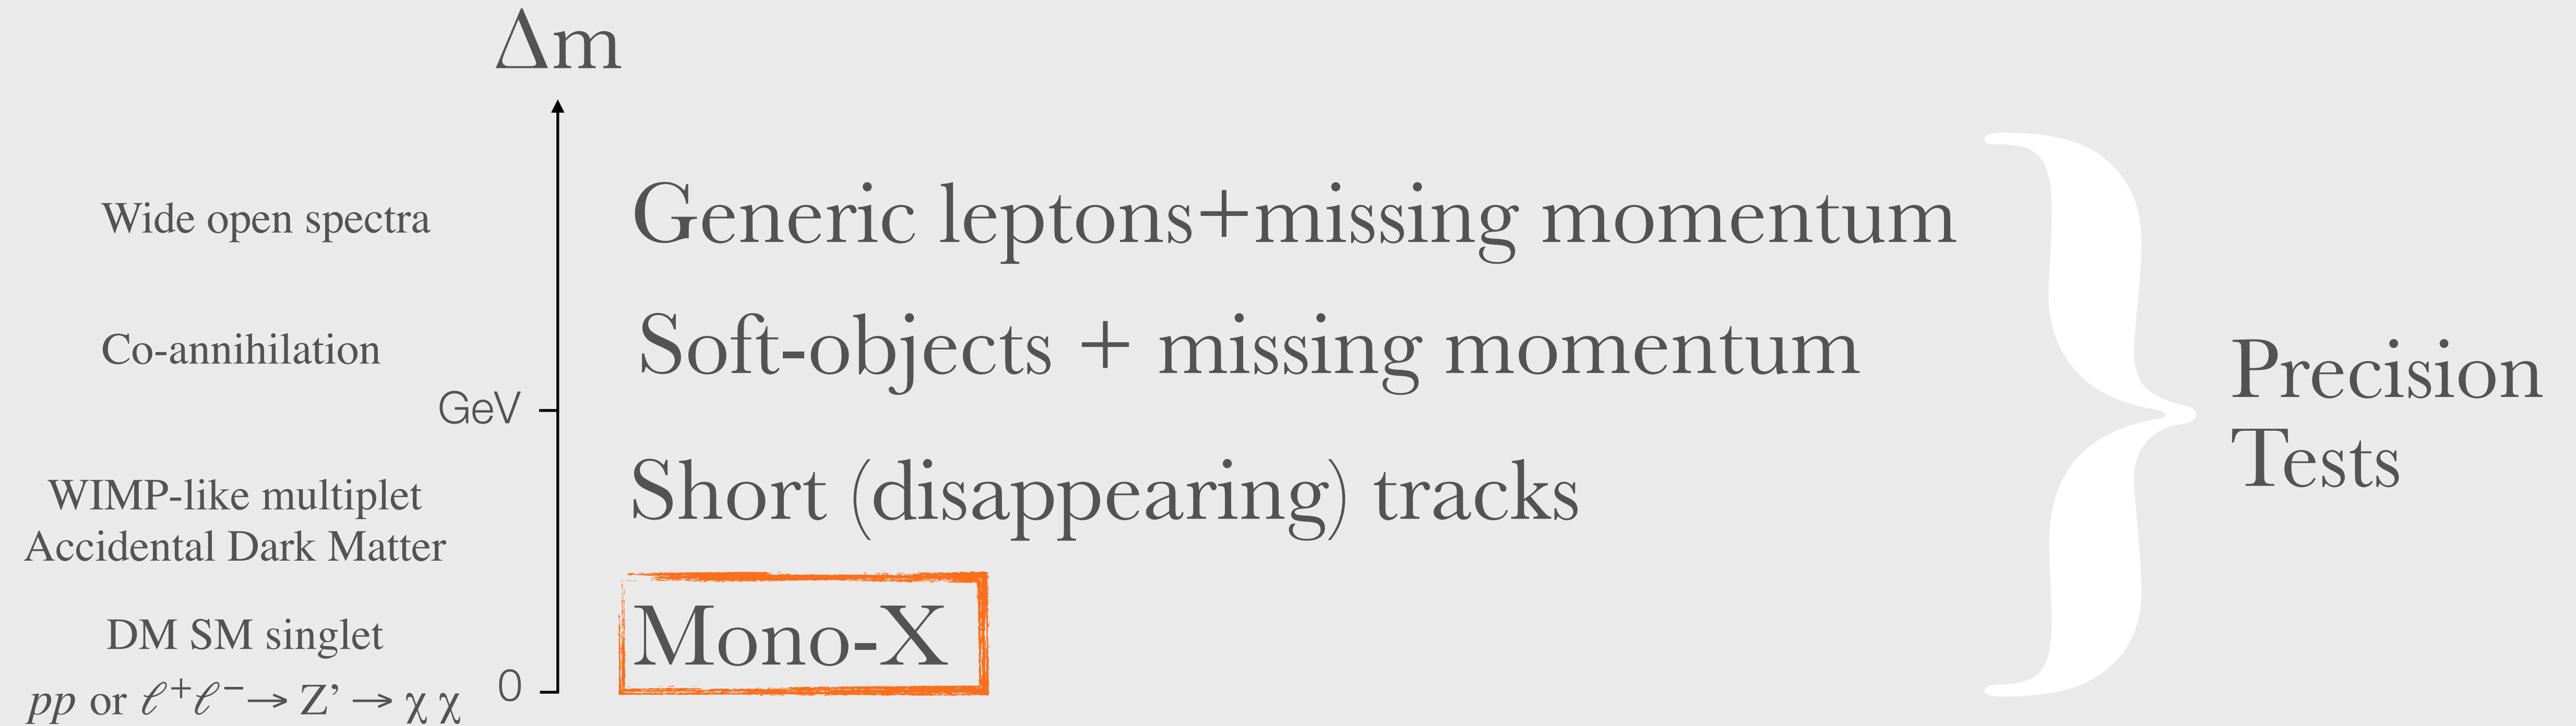 Δm
Wide open spectra
Generic leptons+missing momentum
Co-annihilation
Soft-objects + missing momentum
GeV
Precision
Tests
WIMP-like multiplet
Accidental Dark Matter
Short (disappearing) tracks
DM SM singlet
Mono-X
0
pp or ℓ⁺ℓ⁻→ Z’ → χ χ